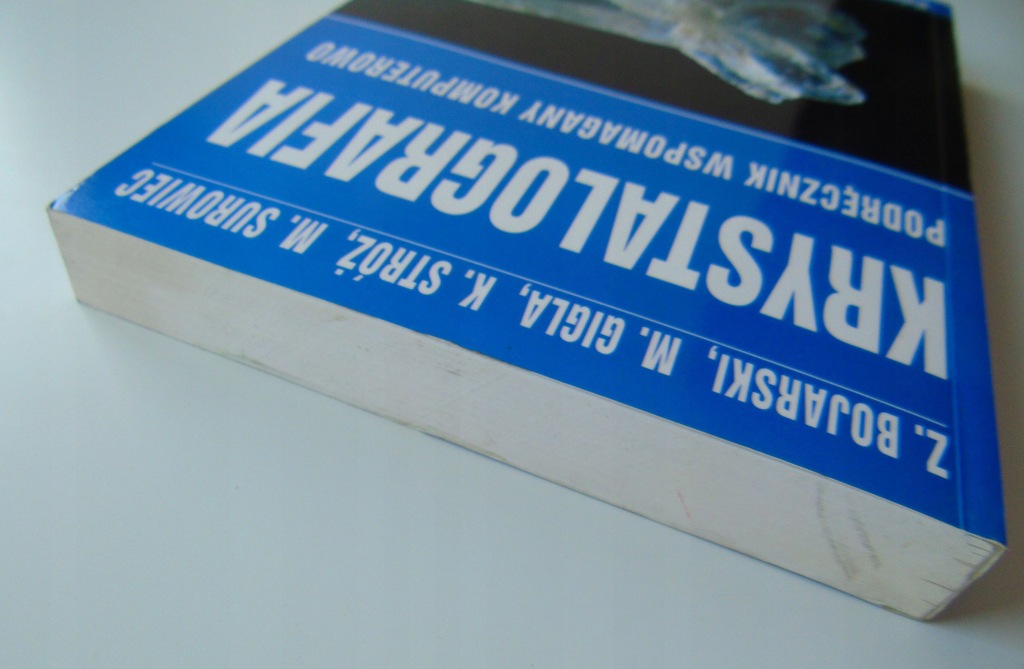 Z. BOJARSKI, M. GIGLA, K. STRÓŻ, M. SUROWIEC
KRYSTALOGRAFIA
PODRĘCZNIK WSPOMAGANY KOMPUTEROWO